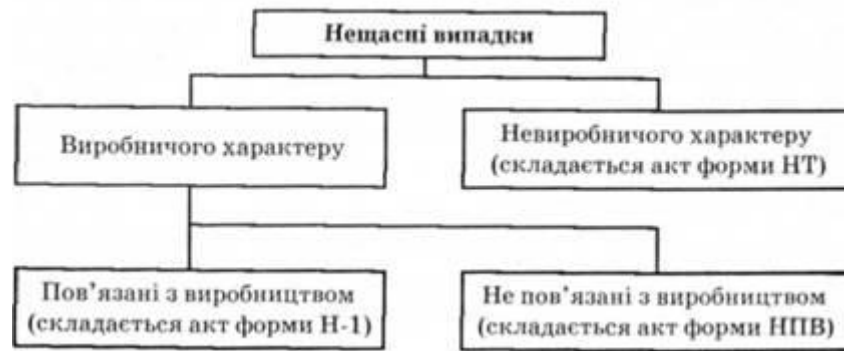 Нещасні випадки
Виробничого характеру
Невиробничого характеру
(складається акт форми НТ)
Пов’язані з виробництвом
(складається акт форми Н-1)
Не пов’язані з виробництвом
(складається акт форми НПВ)